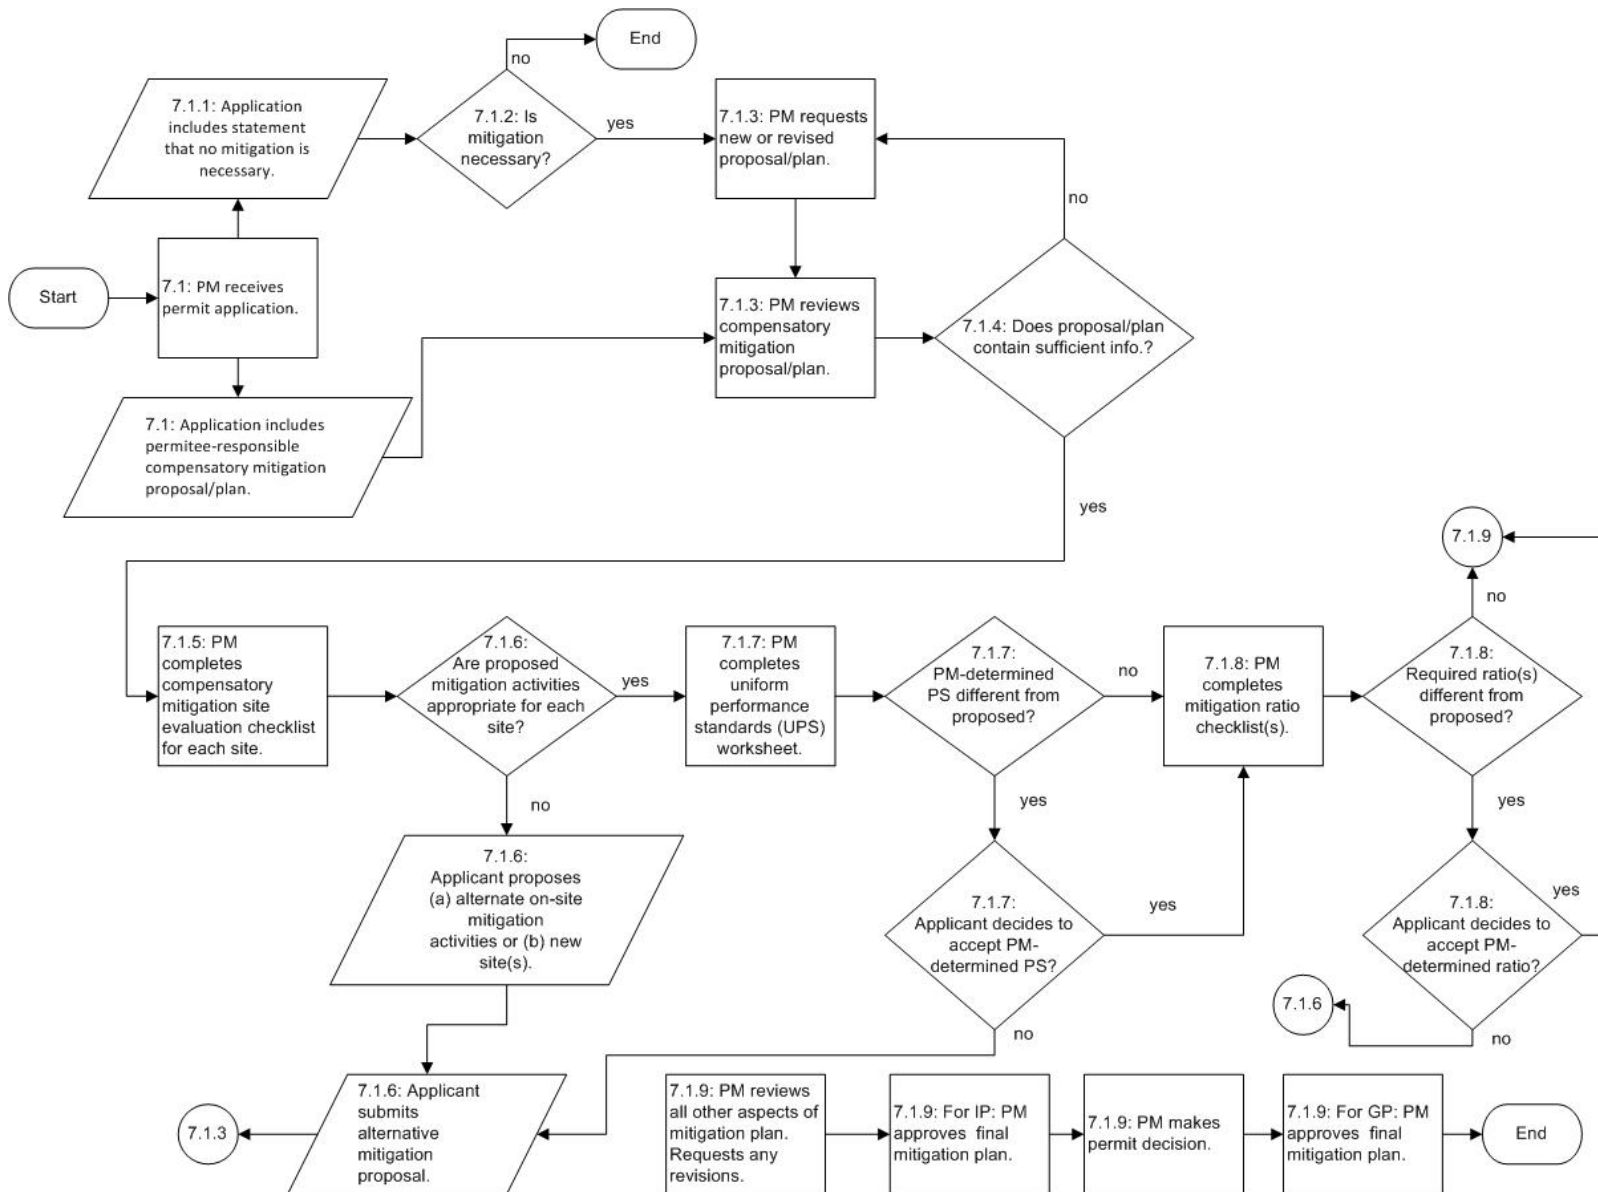 End
no
7.1.1: Application
includes statement
that no mitigation is
necessary.
7.1.2: Is
mitigation
necessary?
yes
7.1.3: PM requests
new or revised
proposal/plan.
no
Start
7.1: PM receives
permit application.
7.1.3: PM reviews
compensatory
mitigation
proposal/plan.
7.1.4: Does proposal/plan
contain sufficient info.?
7.1: Application includes
permitee-responsible
compensatory mitigation
proposal/plan.
yes
7.1.9
no
7.1.5: PM
completes
compensatory
mitigation site
evaluation checklist
for each site.
7.1.6:
Are proposed
mitigation activities
appropriate for each
site?
yes
7.1.7: PM
completes
uniform
performance
standards (UPS)
worksheet.
7.1.7:
PM-determined
PS different from
proposed?
no
7.1.8: PM
completes
mitigation ratio
checklist(s).
7.1.8:
Required ratio(s)
different from
proposed?
no
yes
yes
7.1.6:
Applicant proposes
(a) alternate on-site
mitigation
activities or (b) new
site(s).
7.1.7:
Applicant decides to
accept PM-
determined PS?
yes
7.1.8:
Applicant decides to
accept PM-
determined ratio?
yes
7.1.6
no
no
7.1.3
7.1.6: Applicant
submits
alternative
mitigation
proposal.
7.1.9: PM reviews
all other aspects of
mitigation plan.
Requests any
revisions.
7.1.9: For IP: PM
approves final
mitigation plan.
7.1.9: PM makes
permit decision.
7.1.9: For GP: PM
approves final
mitigation plan.
End